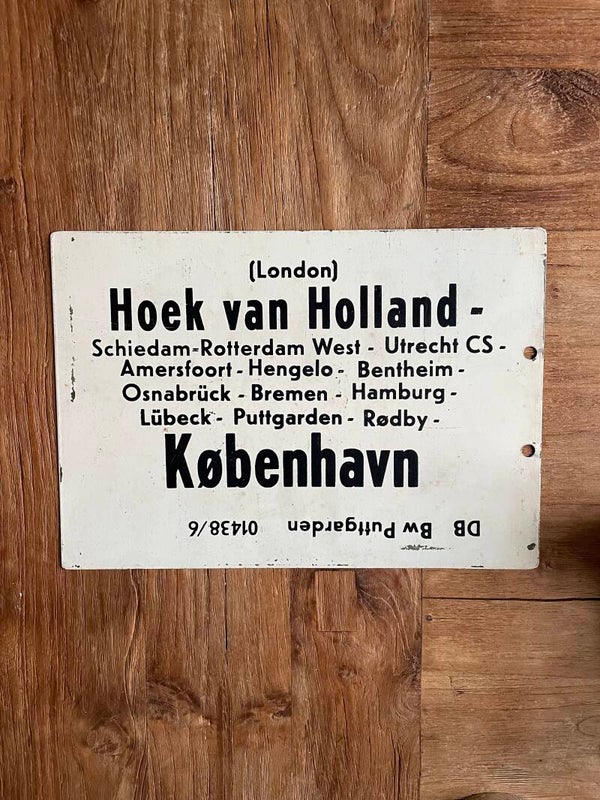 (London)
Hoek van Holland -
Schiedam-Rotterdam West - Utrecht CS -
Amersfoort - Hengelo - Bentheim -
Osnabrück - Bremen - Hamburg -
Lübeck - Puttgarden - Rødby -
København
DB Bw Puttgarden 01438/6